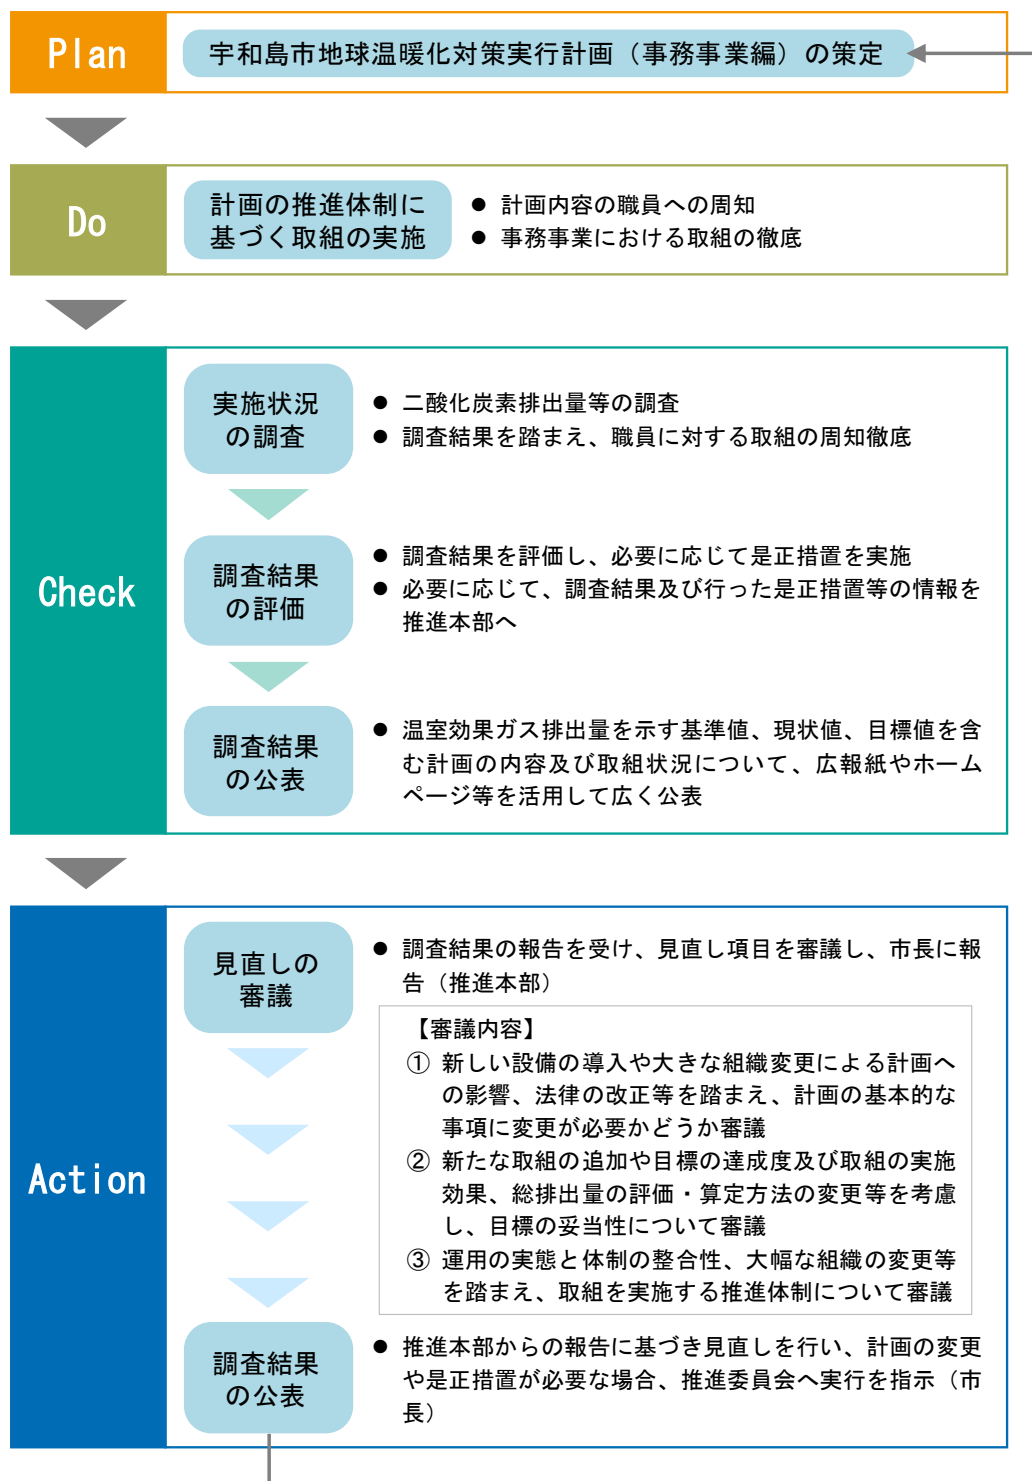 Plan
宇和島市地球温暖化対策実行計画（事務事業編）の策定
Do
計画の推進体制に
基づく取組の実施
● 計画内容の職員への周知
● 事務事業における取組の徹底
Check
実施状況
の調査
● 二酸化炭素排出量等の調査
● 調査結果を踏まえ、職員に対する取組の周知徹底
調査結果
の評価
● 調査結果を評価し、必要に応じて是正措置を実施
● 必要に応じて、調査結果及び行った是正措置等の情報を
推進本部へ
調査結果
の公表
● 温室効果ガス排出量を示す基準値、現状値、目標値を含
む計画の内容及び取組状況について、広報紙やホーム
ページ等を活用して広く公表
Action
見直しの
審議
● 調査結果の報告を受け、見直し項目を審議し、市長に報
告（推進本部）
【審議内容】
① 新しい設備の導入や大きな組織変更による計画へ
の影響、法律の改正等を踏まえ、計画の基本的な
事項に変更が必要かどうか審議
② 新たな取組の追加や目標の達成度及び取組の実施
効果、総排出量の評価・算定方法の変更等を考慮
し、目標の妥当性について審議
③ 運用の実態と体制の整合性、大幅な組織の変更等
を踏まえ、取組を実施する推進体制について審議
調査結果
の公表
● 推進本部からの報告に基づき見直しを行い、計画の変更
や是正措置が必要な場合、推進委員会へ実行を指示（市
長）